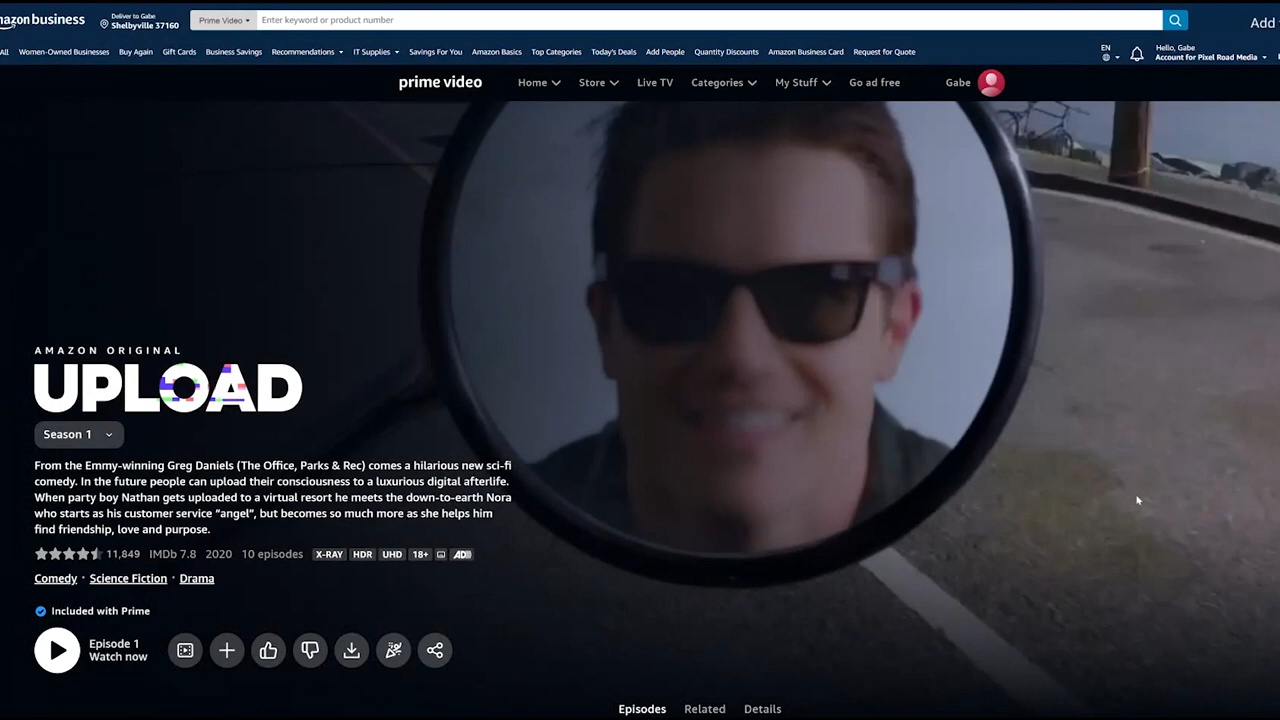 mazon business
Deliver to Gabe
Shelbyville 37160
Prime Video
Enter keyword or product number
Add
All Women-Owned Businesses Buy Again Gift Cards Business Savings Recommendations IT Supplies Savings For You Amazon Basics Top Categories Today's Deals Add People Quantity Discounts Amazon Business Card Request for Quote
EN
Hello, Gabe
Account for Pixel Road Media
prime video Home Store Live TV Categories My Stuff Go ad free Gabe
AMAZON ORIGINAL
UPLOAD
Season 1
From the Emmy-winning Greg Daniels (The Office, Parks & Rec) comes a hilarious new sci-fi
comedy. In the future people can upload their consciousness to a luxurious digital afterlife.
When party boy Nathan gets uploaded to a virtual resort he meets the down-to-earth Nora
who starts as his customer service “angel”, but becomes so much more as she helps him
find friendship, love and purpose.
11,849 IMDb 7.8 2020 10 episodes X-RAY HDR UHD 18+ AD
Comedy · Science Fiction · Drama
Included with Prime
Episode 1
Watch now
Episodes Related Details